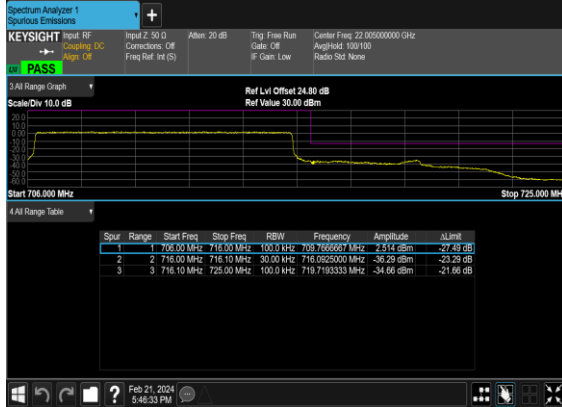 Spectrum Analyzer 1
Spurious Emissions
+
KEYSIGHT Input: RF Input Z: 50 Ω Atten: 20 dB Trig: Free Run Center Freq: 22.005000000 GHz
Coupling: DC Corrections: Off Gate: Off Avg|Hold: 100/100
Align: Off Freq Ref: Int (S) IF Gain: Low Radio Std: None
PASS
3 All Range Graph
Ref Lvl Offset 24.80 dB
Scale/Div 10.0 dB Ref Value 30.00 dBm
20.0
10.0
0.00
-10.0
-20.0
-30.0
-40.0
-50.0
-60.0
Start 706.000 MHz Stop 725.000 MH
4 All Range Table
Spur Range Start Freq Stop Freq RBW Frequency Amplitude ΔLimit
1 1 706.00 MHz 716.00 MHz 100.0 kHz 709.7666667 MHz 2.514 dBm -27.49 dB
2 2 716.00 MHz 716.10 MHz 30.00 kHz 716.0925000 MHz -36.29 dBm -23.29 dB
3 3 716.10 MHz 725.00 MHz 100.0 kHz 719.7193333 MHz -34.66 dBm -21.66 dB
?
Feb 21, 2024
5:46:33 PM